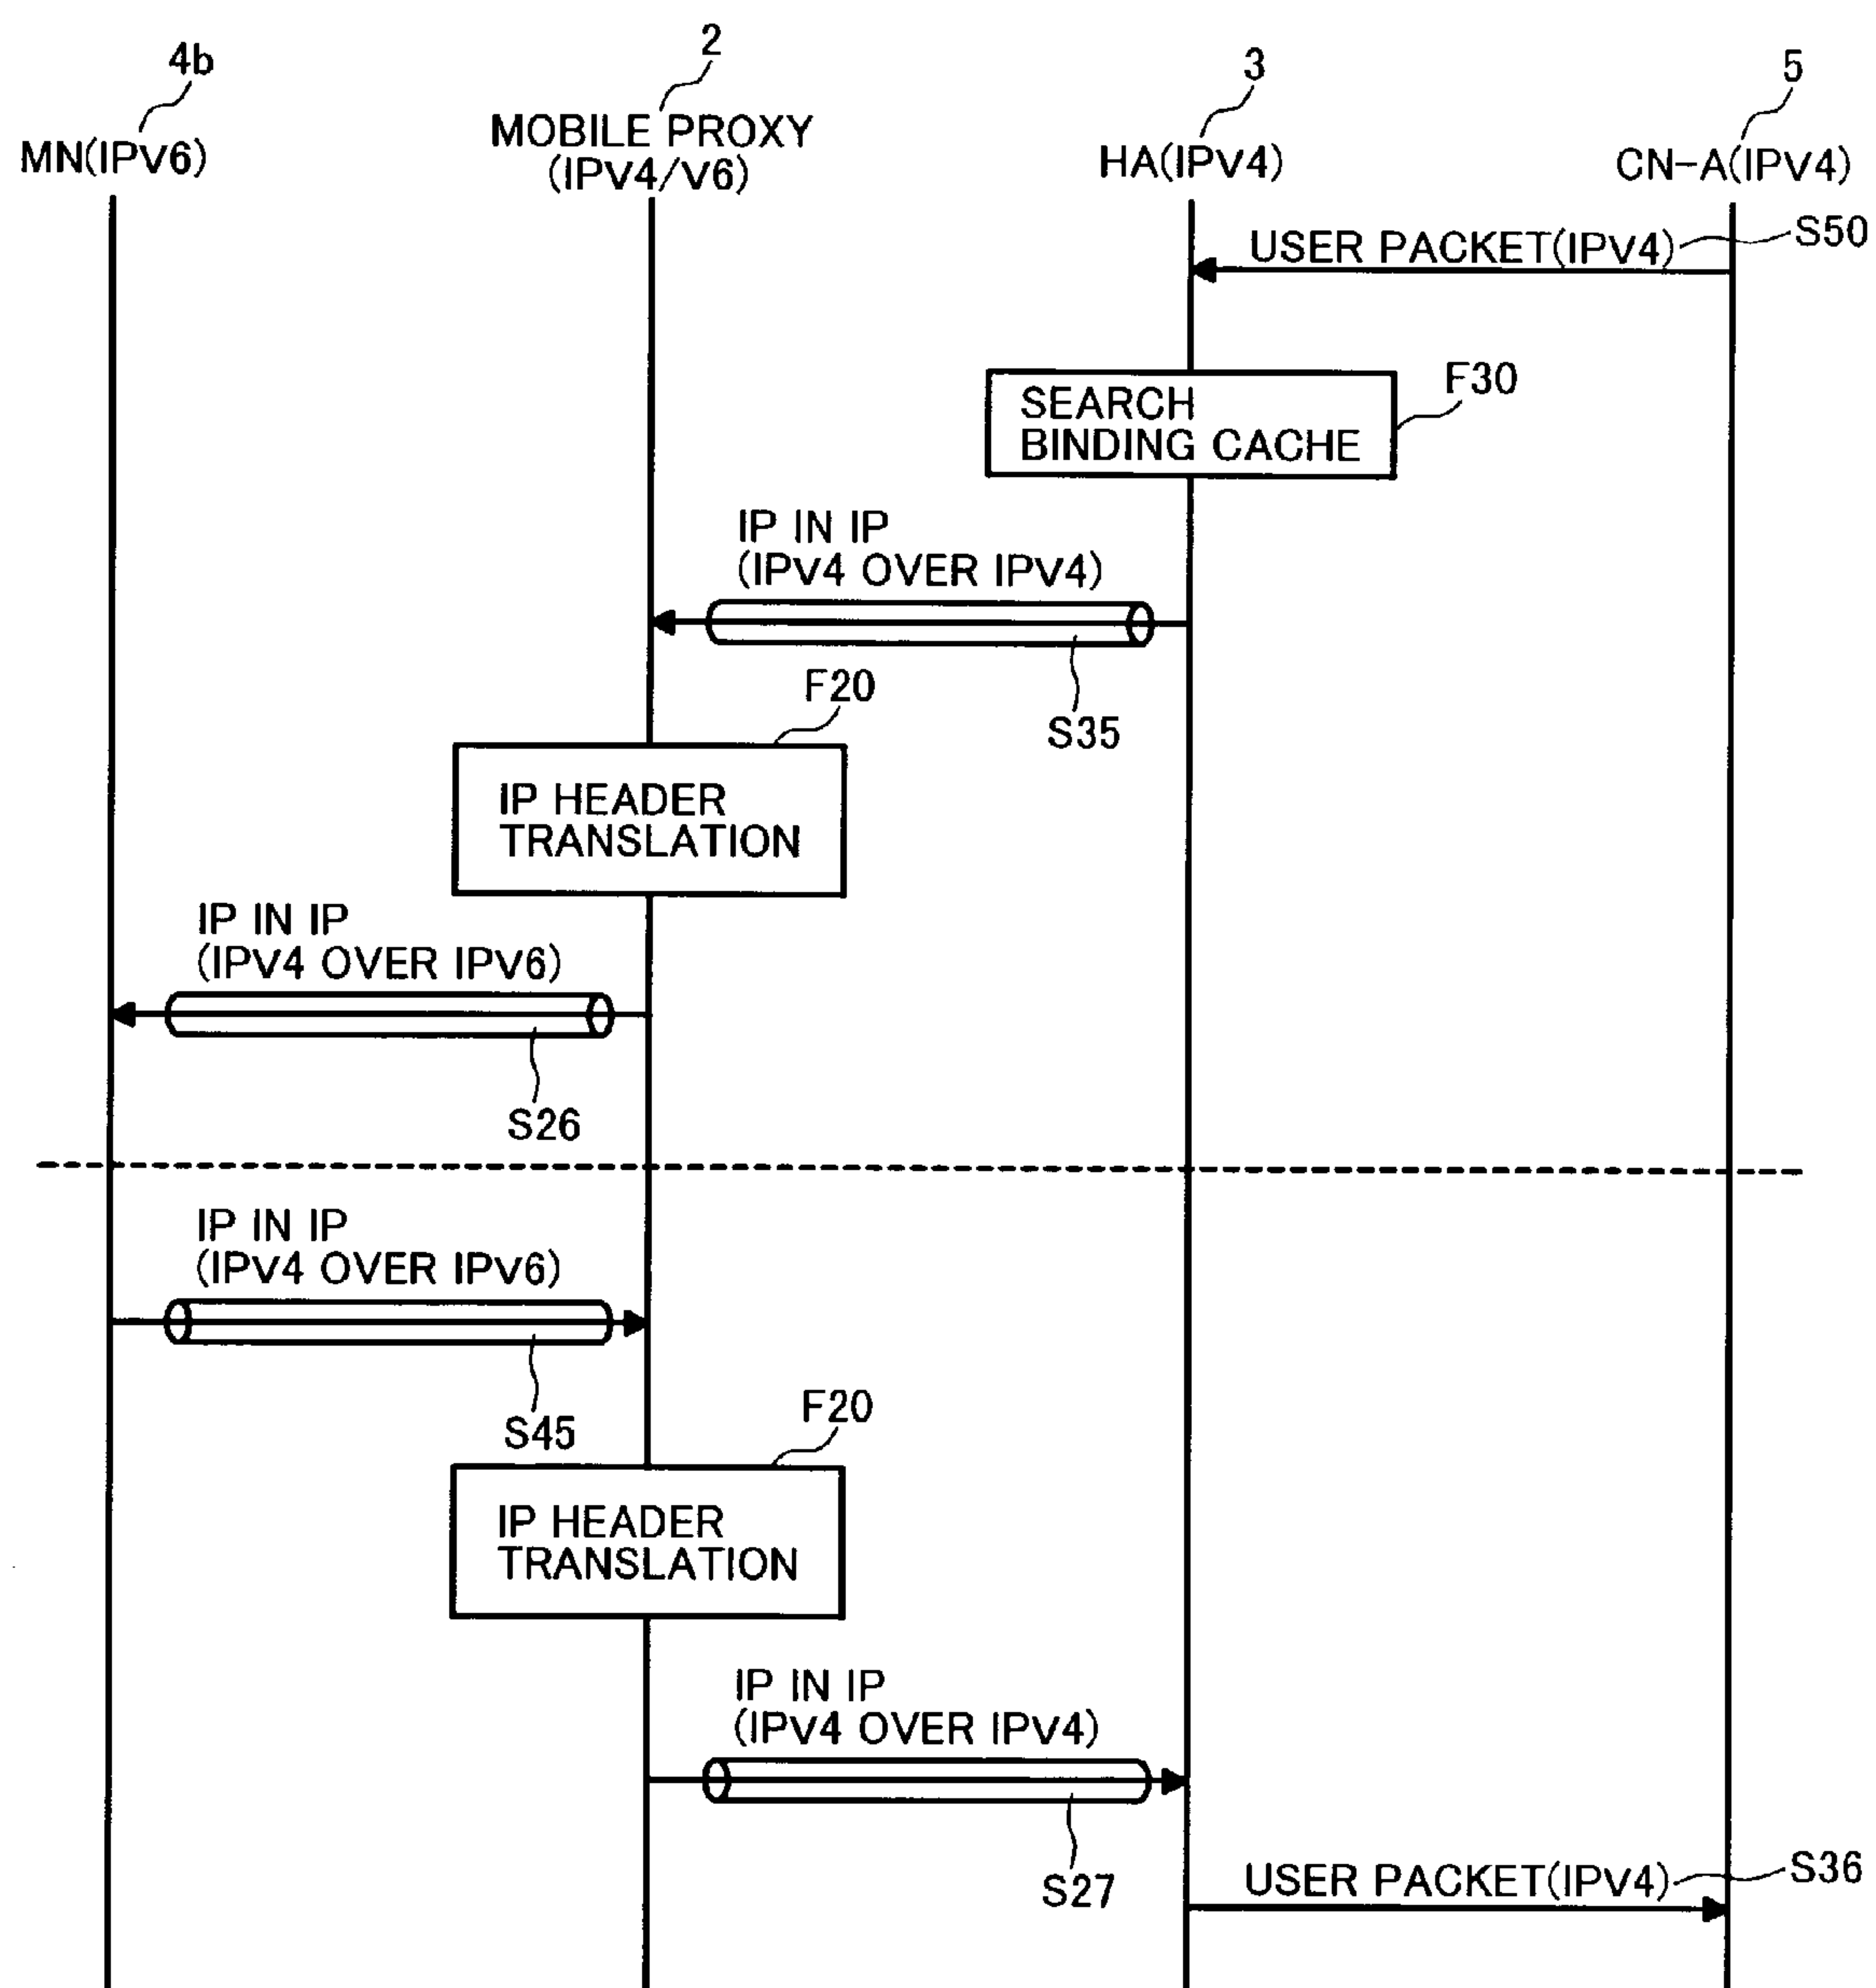 4b
2
3
5
MN(IPV6)
MOBILE PROXY
(IPV4/V6)
HA(IPV4)
CN-A(IPV4)
USER PACKET(IPV4)
S50
SEARCH
BINDING CACHE
F30
IP IN IP
(IPV4 OVER IPV4)
S35
F20
IP HEADER
TRANSLATION
IP IN IP
(IPV4 OVER IPV6)
S26
IP IN IP
(IPV4 OVER IPV6)
S45
F20
IP HEADER
TRANSLATION
IP IN IP
(IPV4 OVER IPV4)
S27
USER PACKET(IPV4)
S36